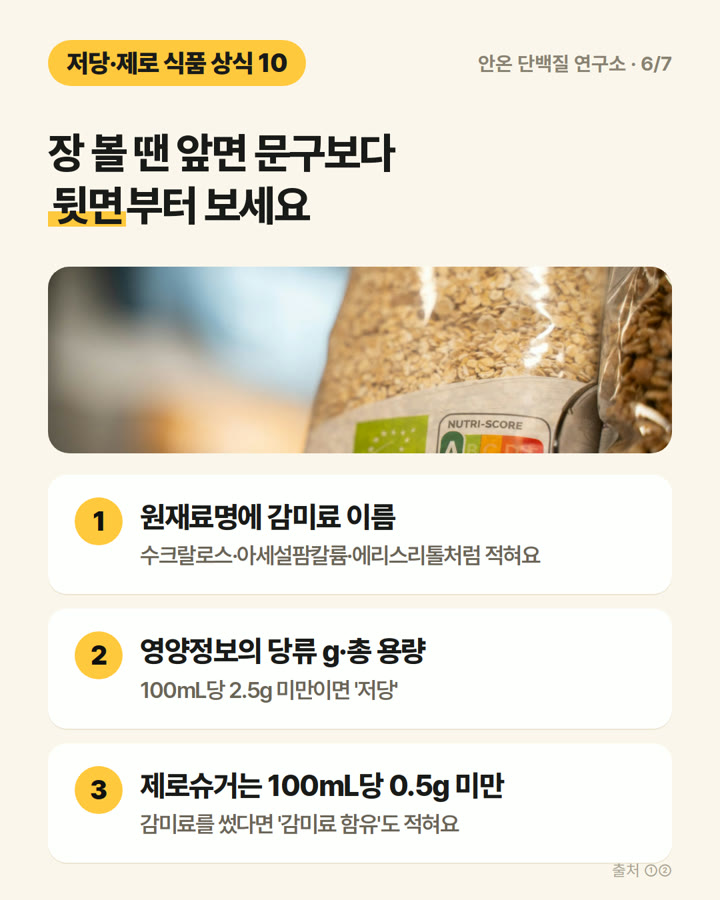 저당·제로 식품 상식 10
안온 단백질 연구소 · 6/7
장 볼 땐 앞면 문구보다
뒷면부터 보세요
NUTRI-SCORE
A B C D E
1
원재료명에 감미료 이름
수크랄로스·아세설팜칼륨·에리스리톨처럼 적혀요
2
영양정보의 당류 g·총 용량
100mL당 2.5g 미만이면 '저당'
3
제로슈거는 100mL당 0.5g 미만
감미료를 썼다면 '감미료 함유'도 적혀요
출처 ①②